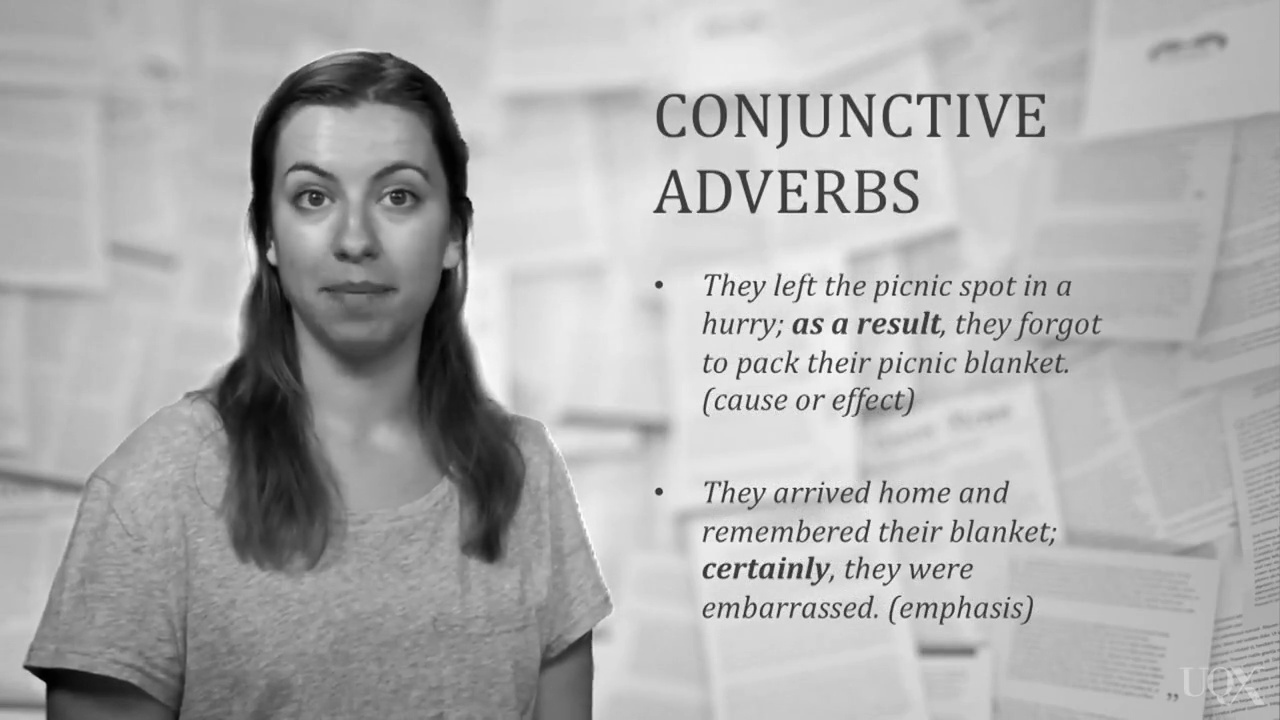 CONJUNCTIVE
ADVERBS
• They left the picnic spot in a
hurry; as a result, they forgot
to pack their picnic blanket.
(cause or effect)
• They arrived home and
remembered their blanket;
certainly, they were
embarrassed. (emphasis)
UQX